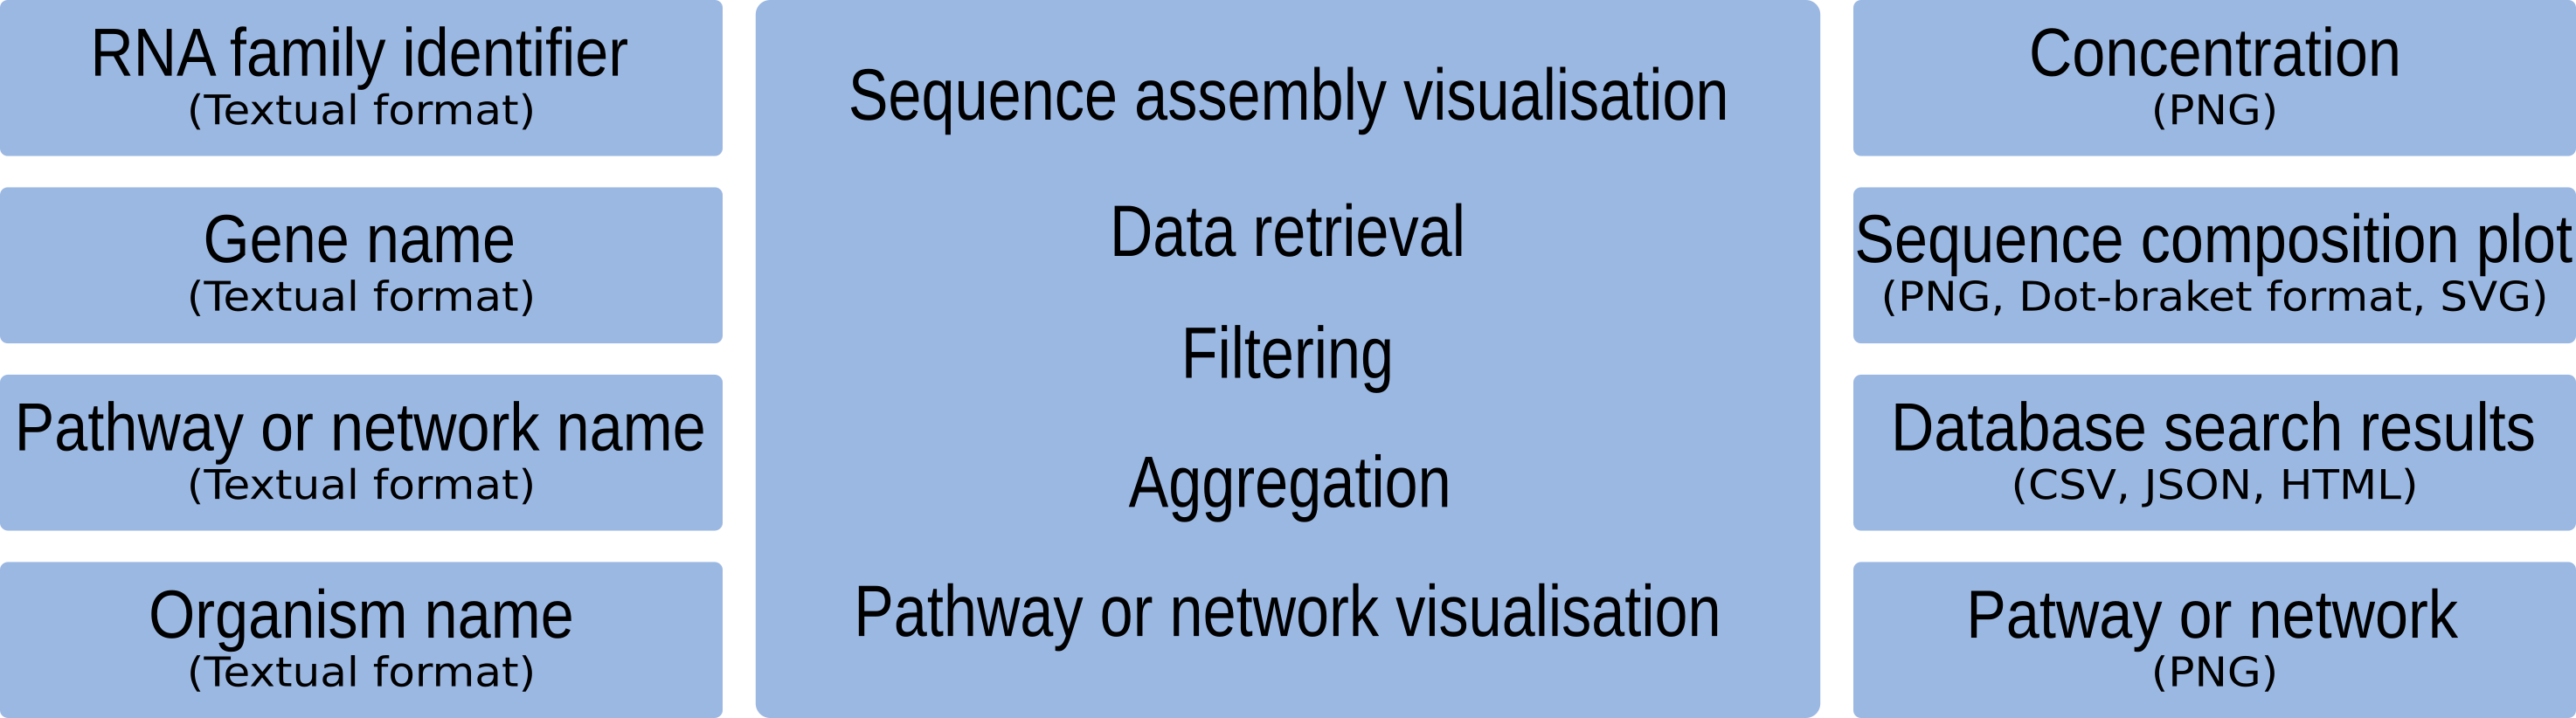 RNA family identifier
(Textual format)
Gene name
(Textual format)
Pathway or network name
(Textual format)
Organism name
(Textual format)
Sequence assembly visualisation
Data retrieval
Filtering
Aggregation
Pathway or network visualisation
Concentration
(PNG)
Sequence composition plot
(PNG, Dot-braket format, SVG)
Database search results
(CSV, JSON, HTML)
Patway or network
(PNG)